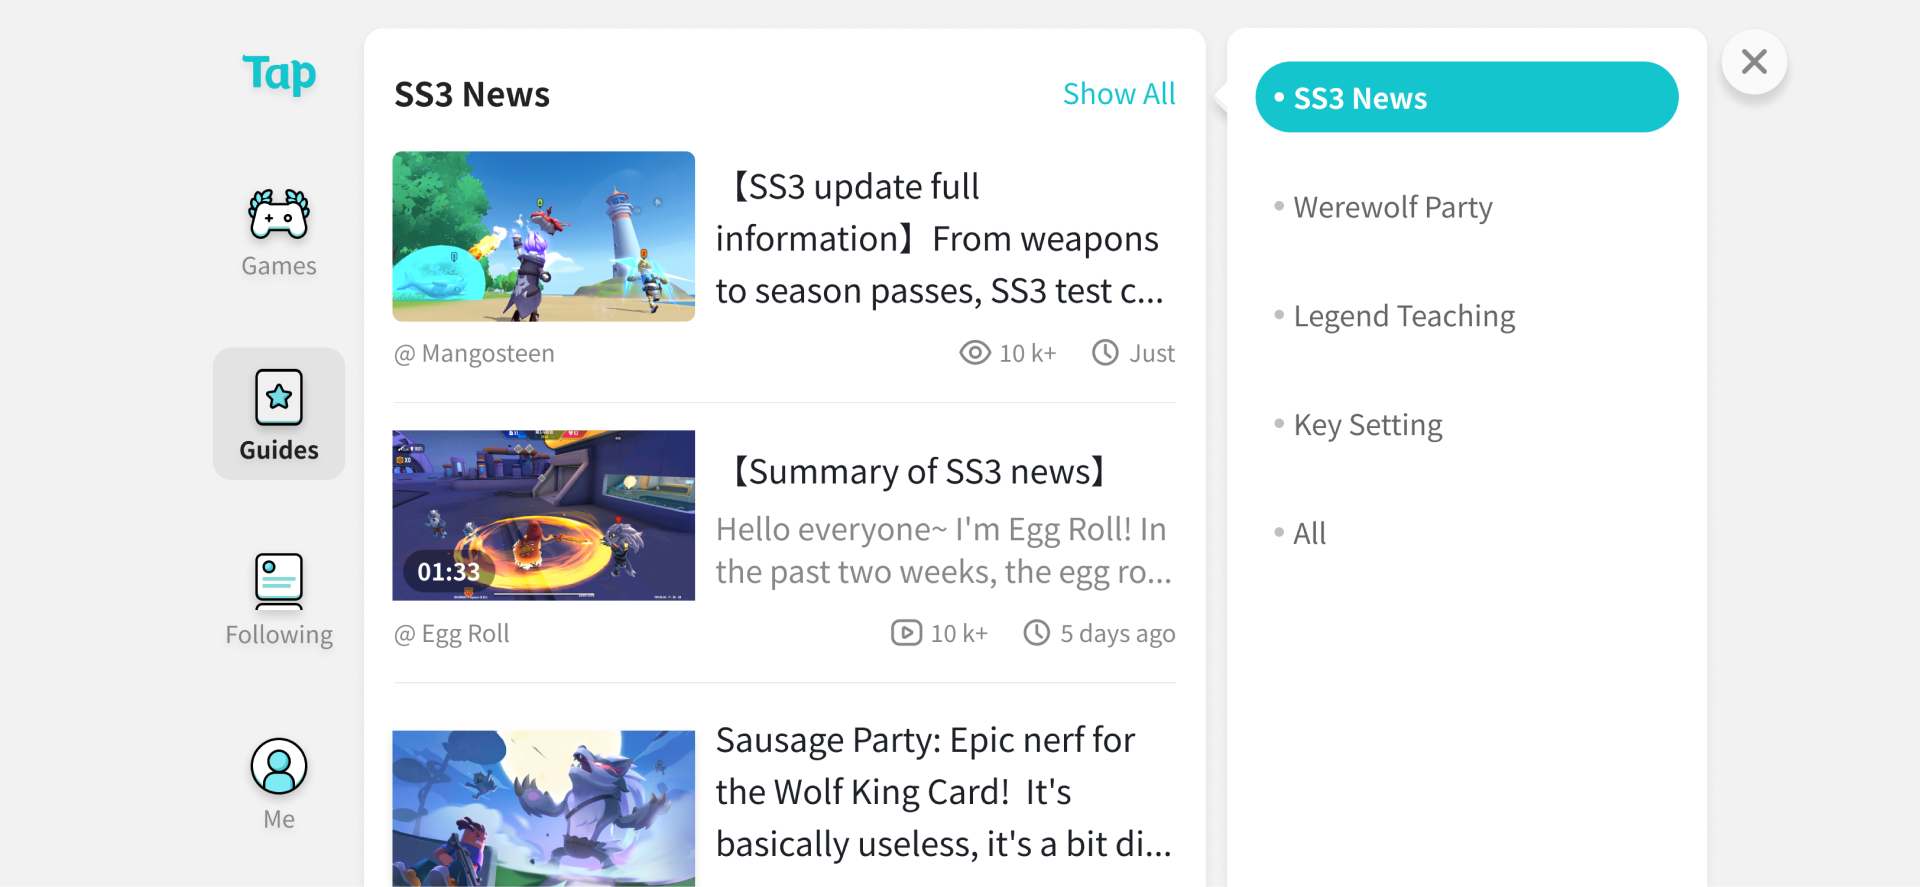 Tap
Games
Guides
Following
Me
SS3 News
Show All
【SS3 update full
information】From weapons
to season passes, SS3 test c...
@ Mangosteen
10 k+
Just
01:33
【Summary of SS3 news】
Hello everyone~ I'm Egg Roll! In
the past two weeks, the egg ro...
@ Egg Roll
10 k+
5 days ago
Sausage Party: Epic nerf for
the Wolf King Card!  It's
basically useless, it's a bit di...
SS3 News
Werewolf Party
Legend Teaching
Key Setting
All